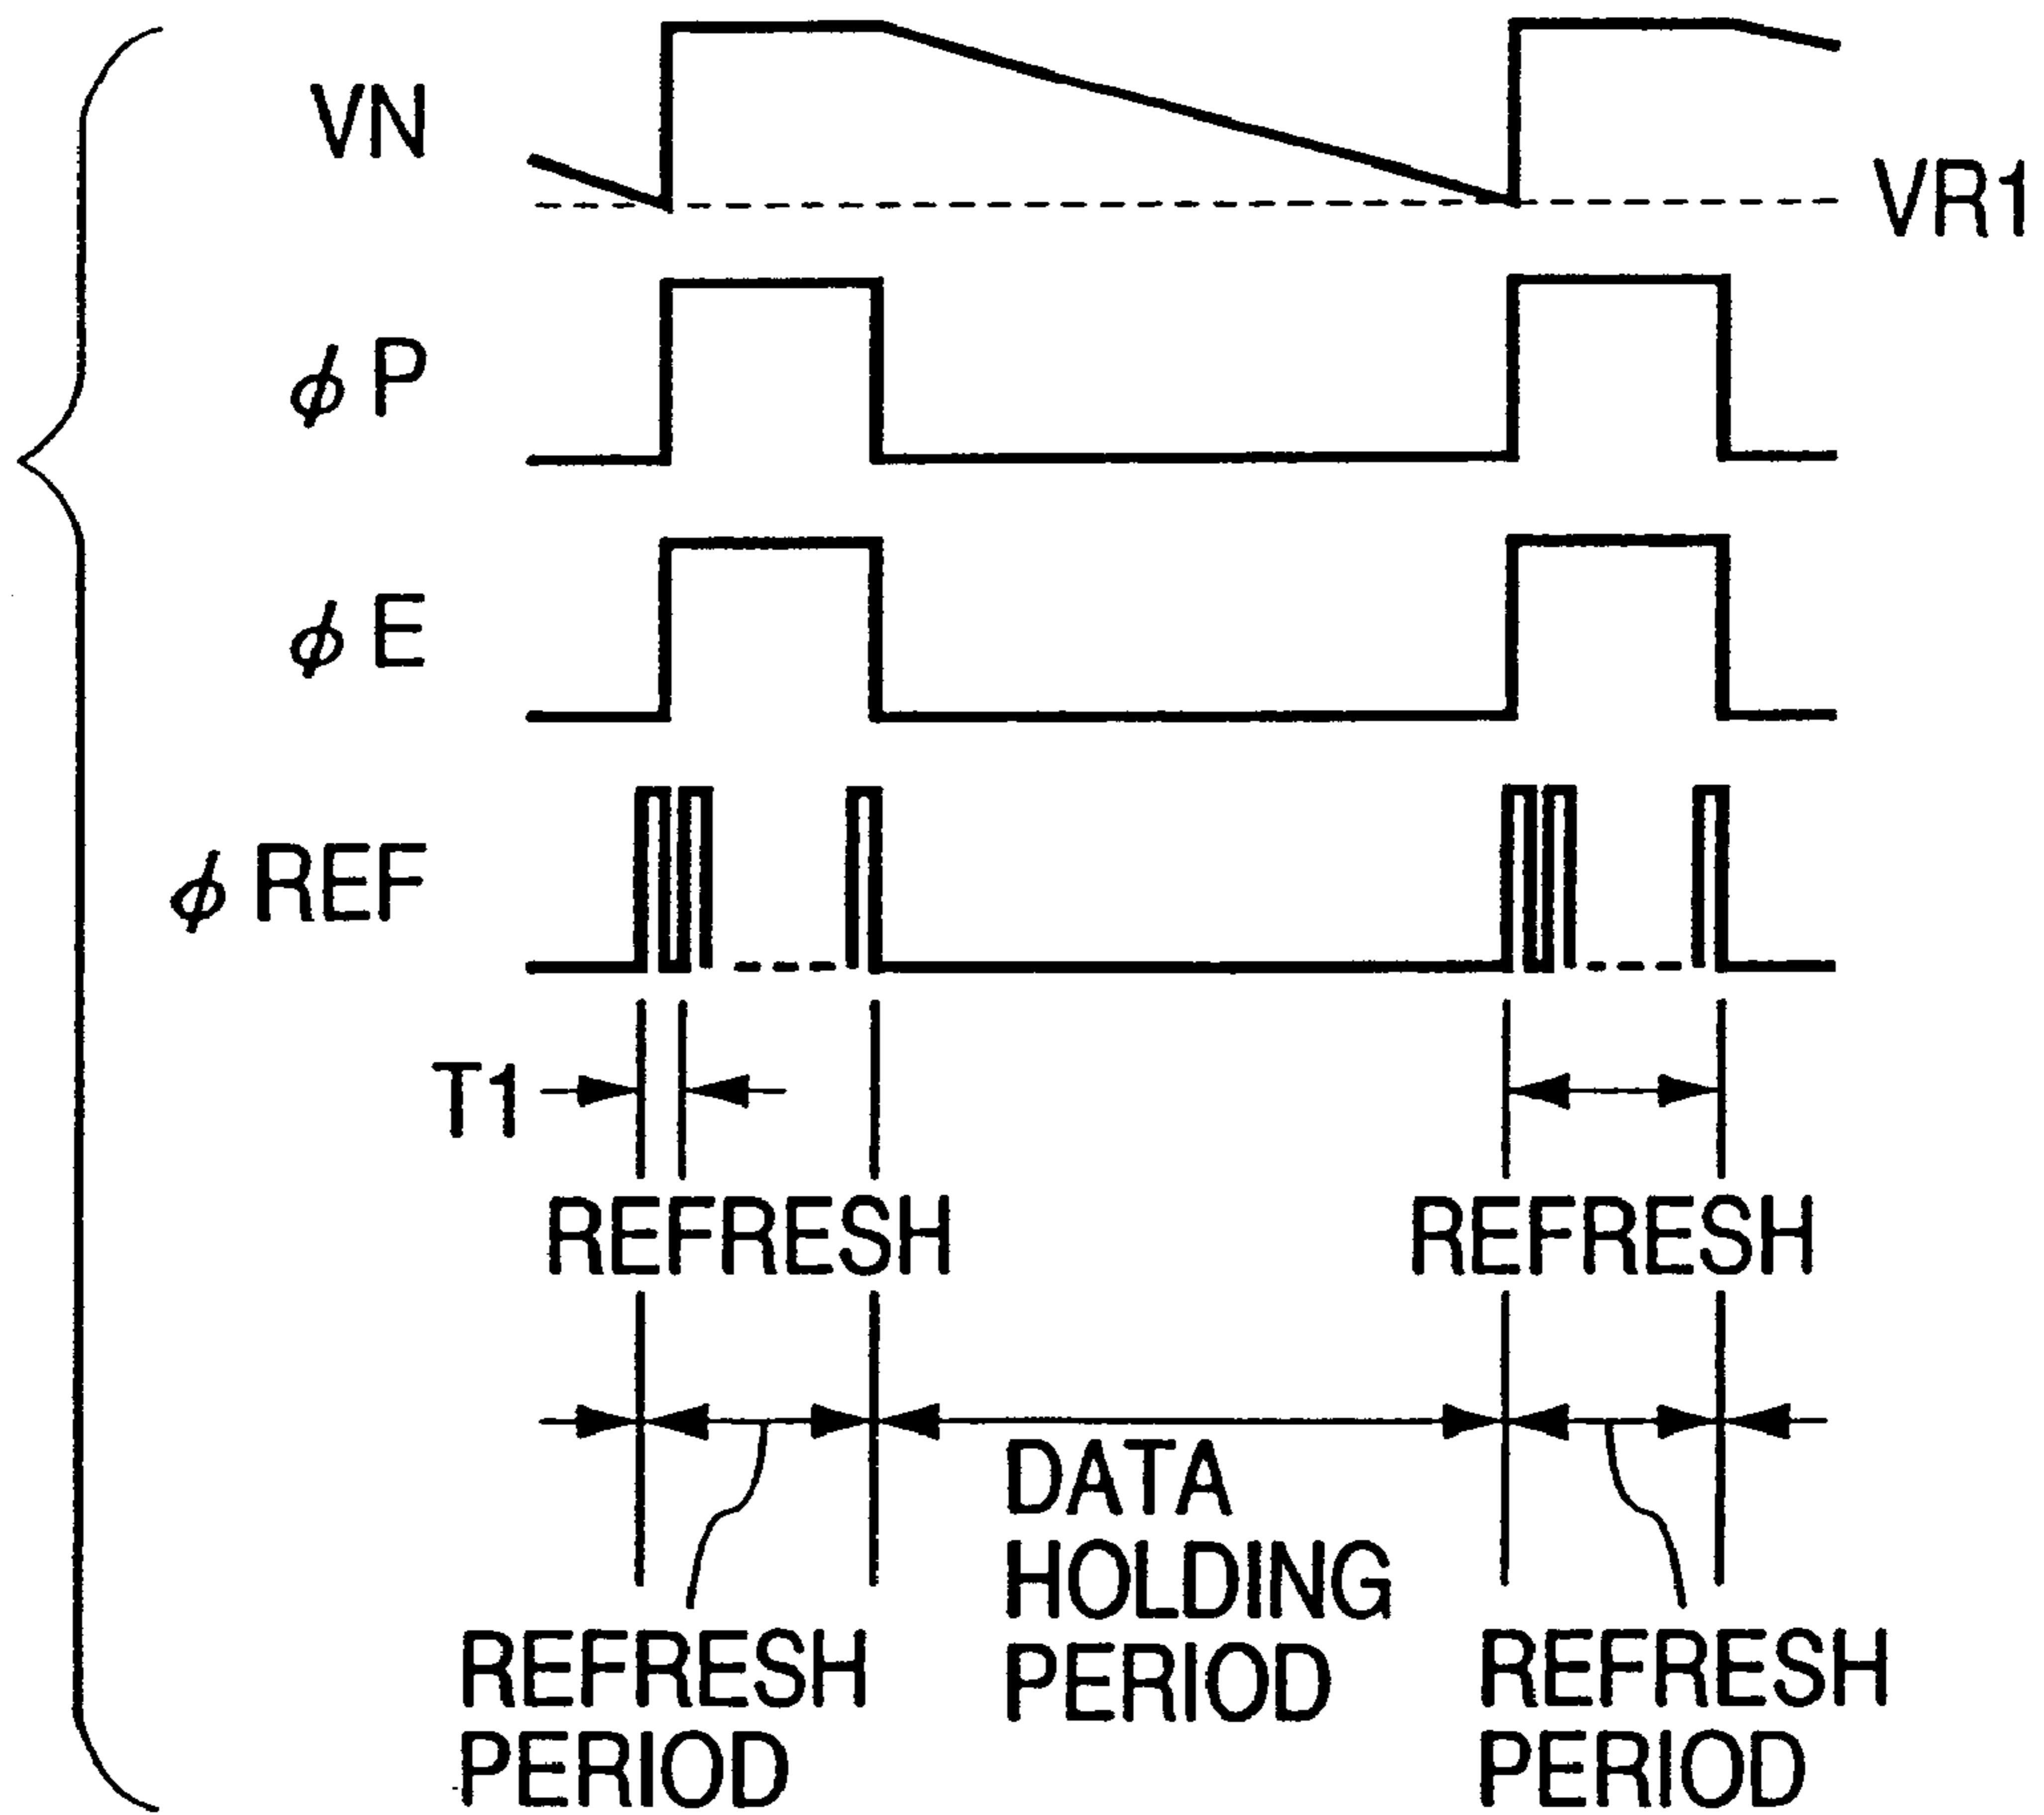 VN
VR1
ϕP
ϕE
ϕREF
T1
REFRESH
REFRESH
DATA
HOLDING
PERIOD
REFRESH
PERIOD
REFRESH
PERIOD